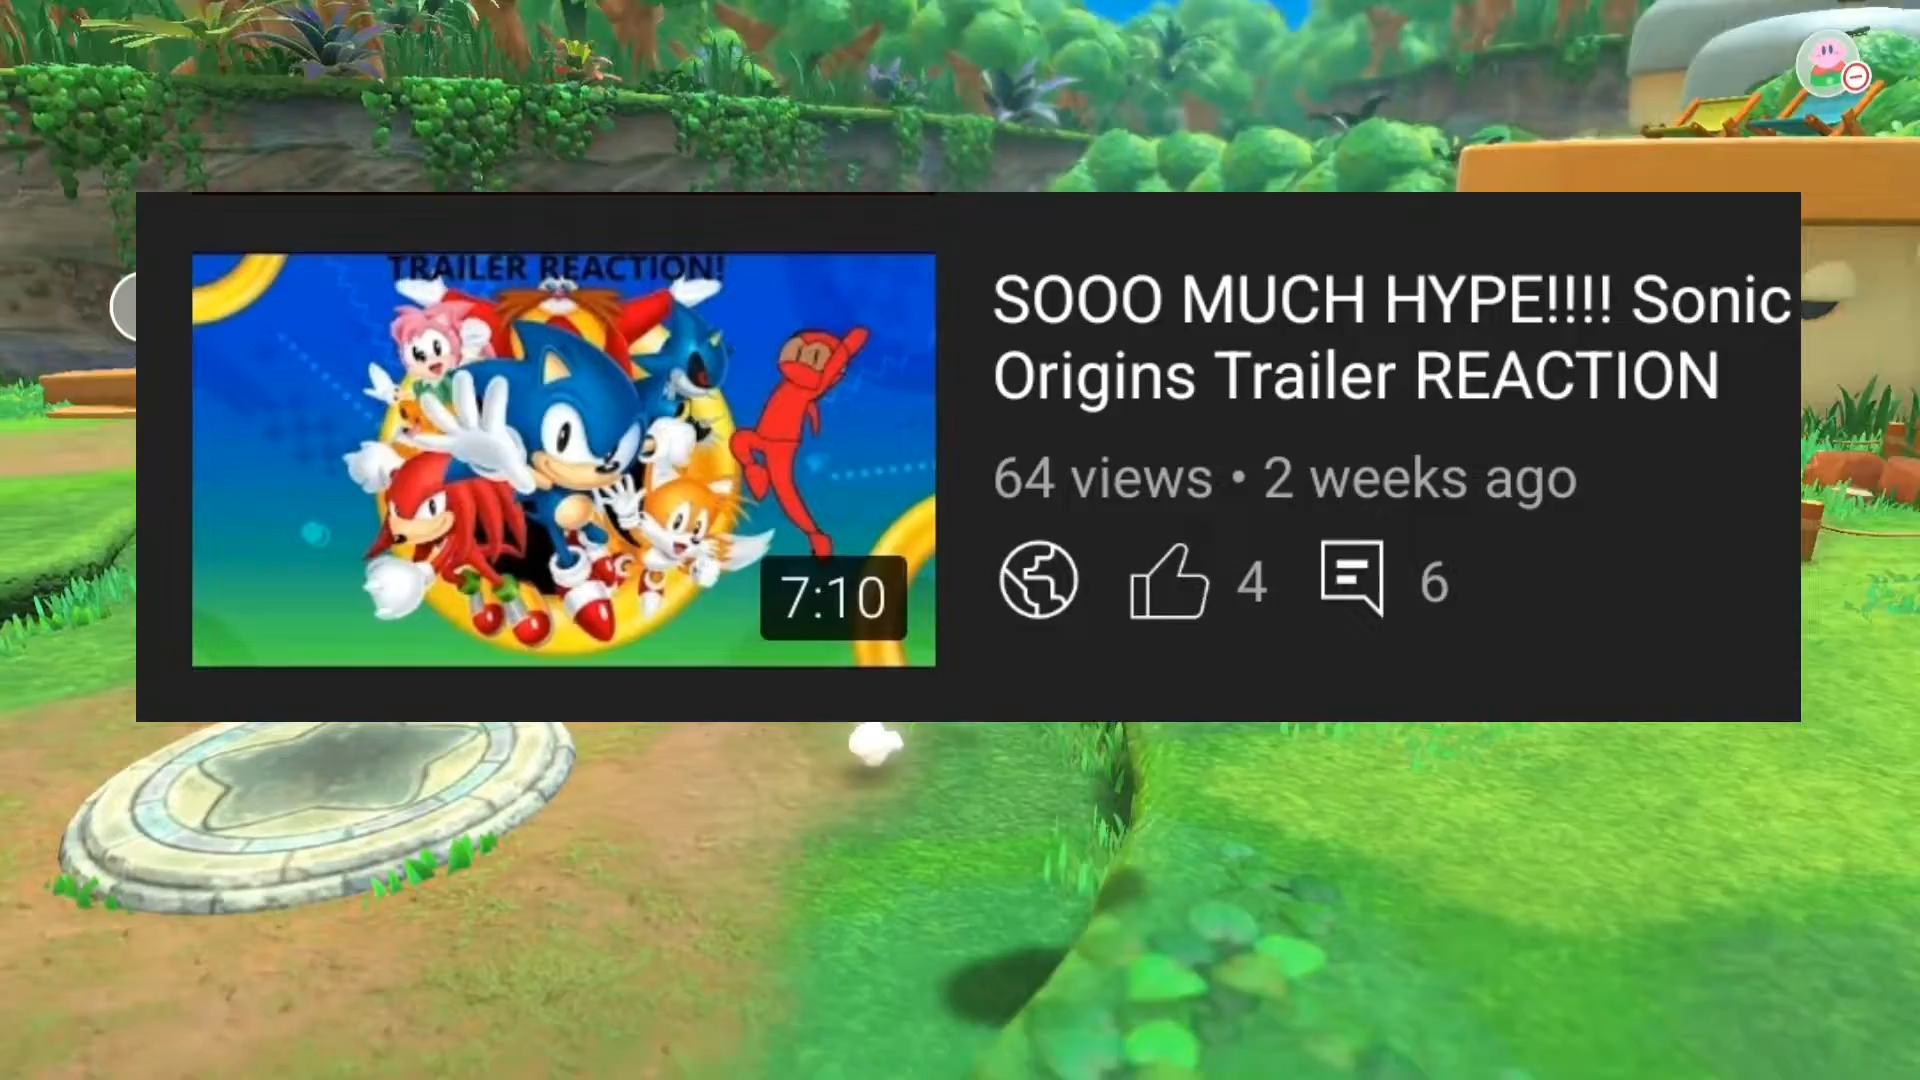 TRAILER REACTION!
7:10
SOOO MUCH HYPE!!!! Sonic
Origins Trailer REACTION
64 views • 2 weeks ago
4 6